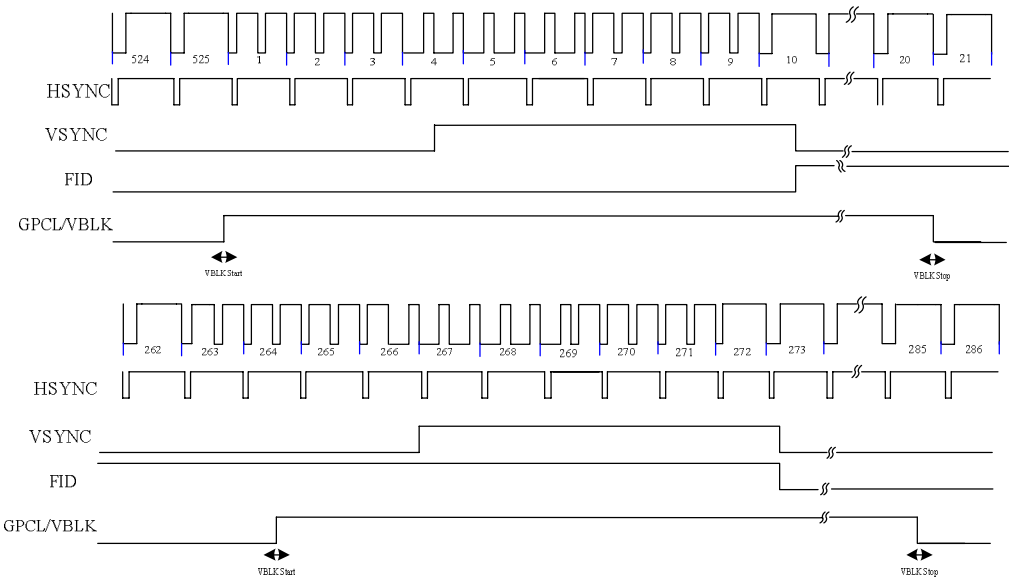 524 525 1 2 3 4 5 6 7 8 9 10 20 21
HSYNC
VSYNC
FID
GPCL/VBLK
VBLK Start VBLK Stop
262 263 264 265 266 267 268 269 270 271 272 273 285 286
HSYNC
VSYNC
FID
GPCL/VBLK
VBLK Start VBLK Stop